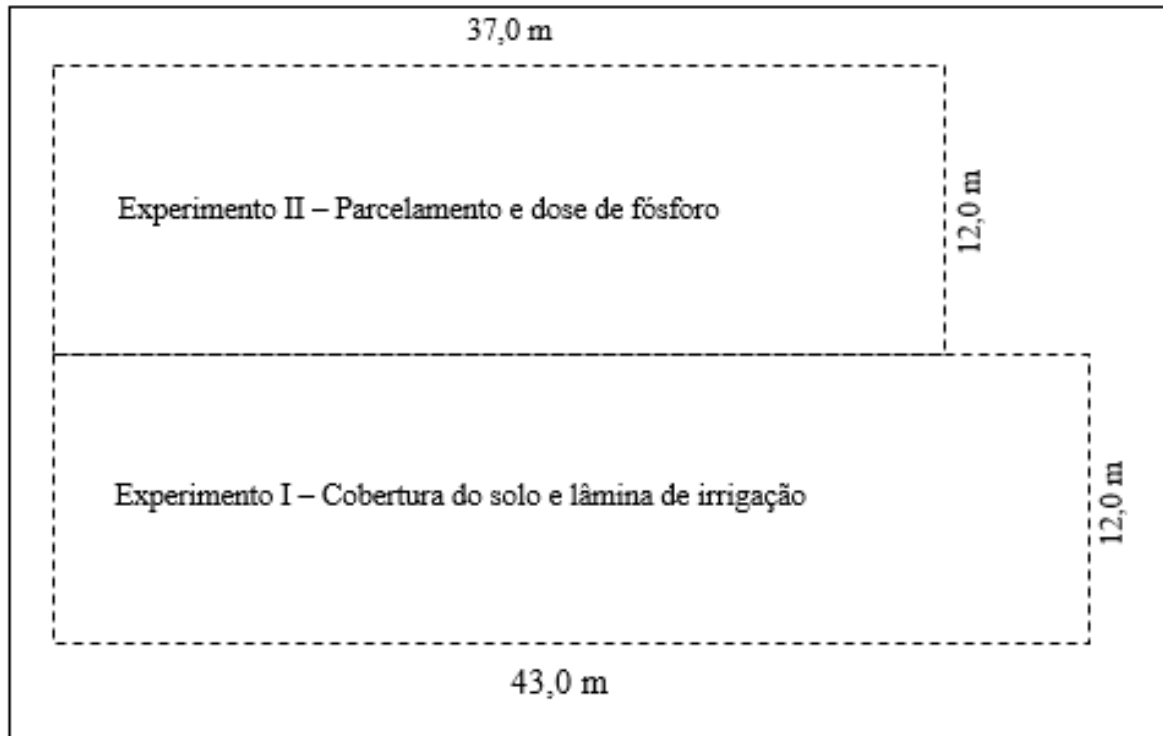 37,0 m
Experimento II – Parcelamento e dose de fósforo
12,0 m
Experimento I – Cobertura do solo e lâmina de irrigação
12,0 m
43,0 m